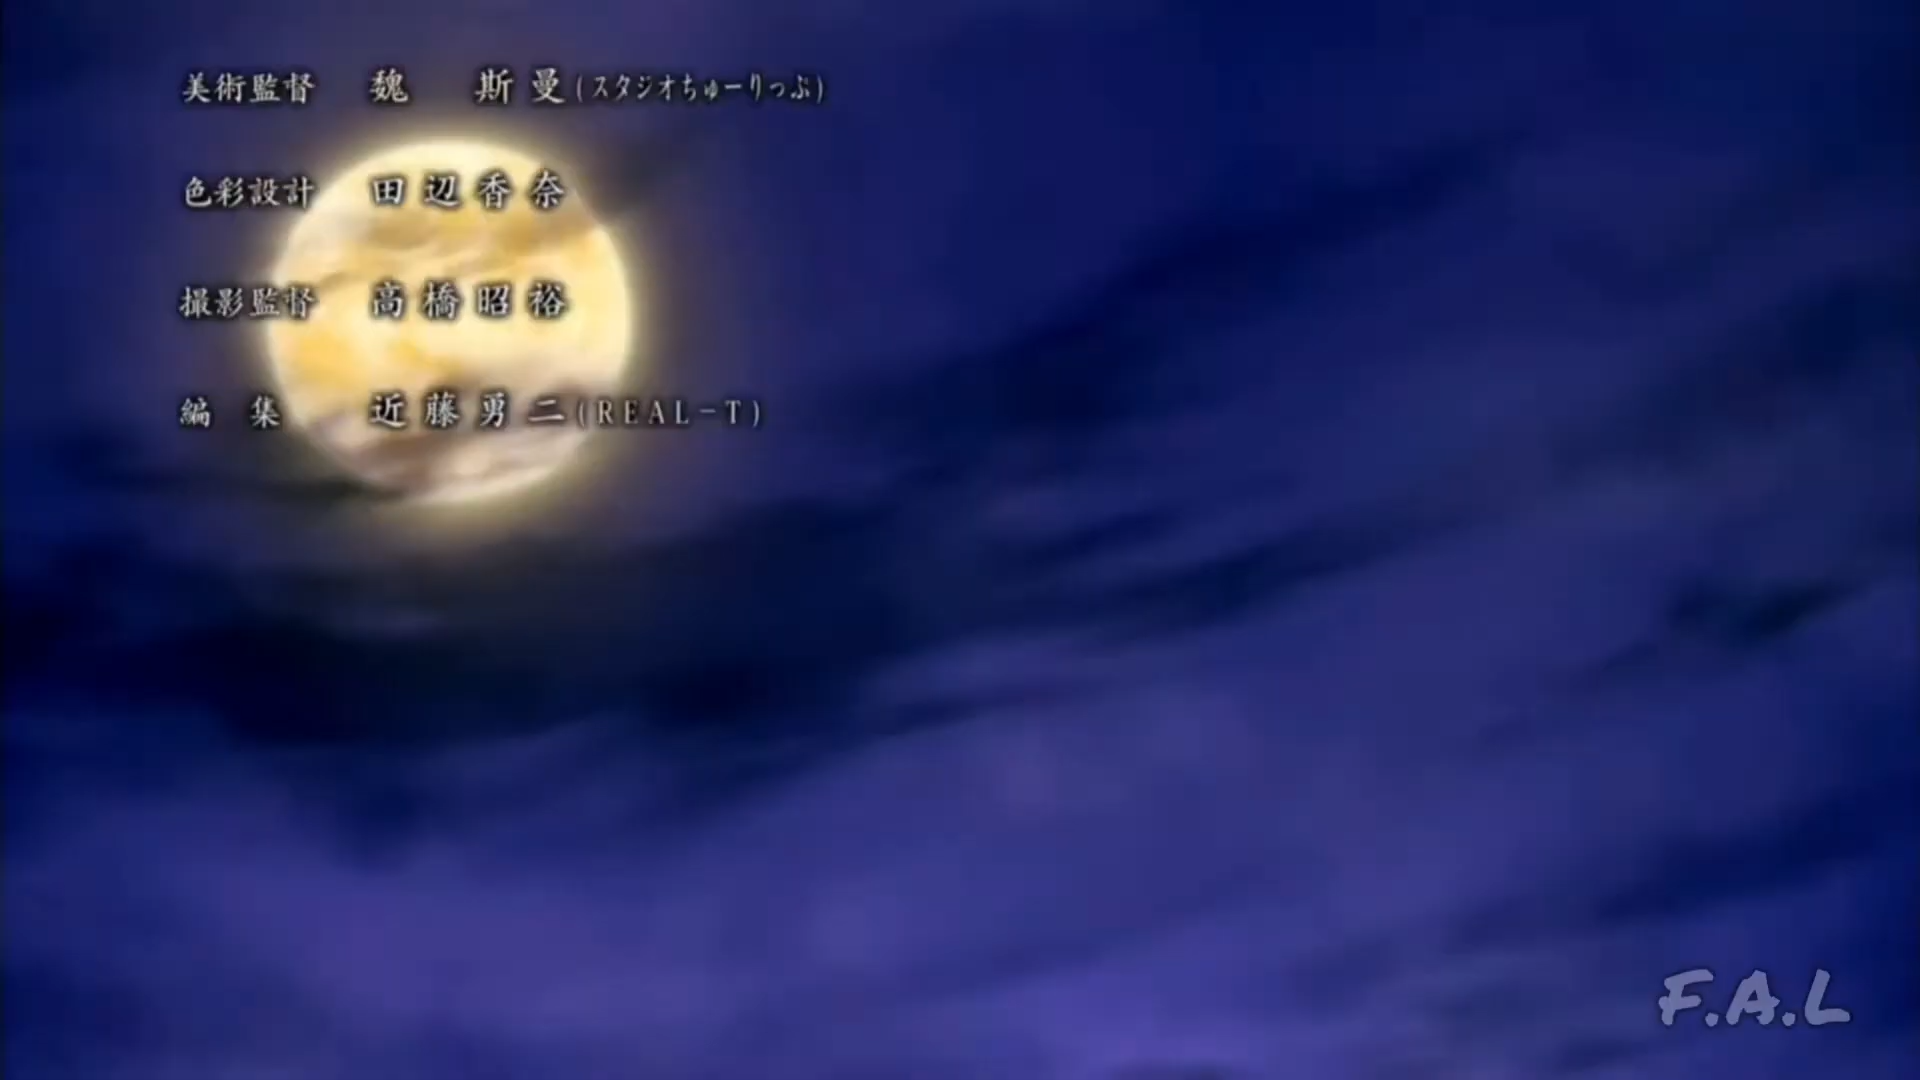 美術監督 魏 斯曼(スタジオちゅーりっぷ)
色彩設計 田辺香奈
撮影監督 高橋昭裕
編 集 近藤勇二(REAL-T)
F.A.L